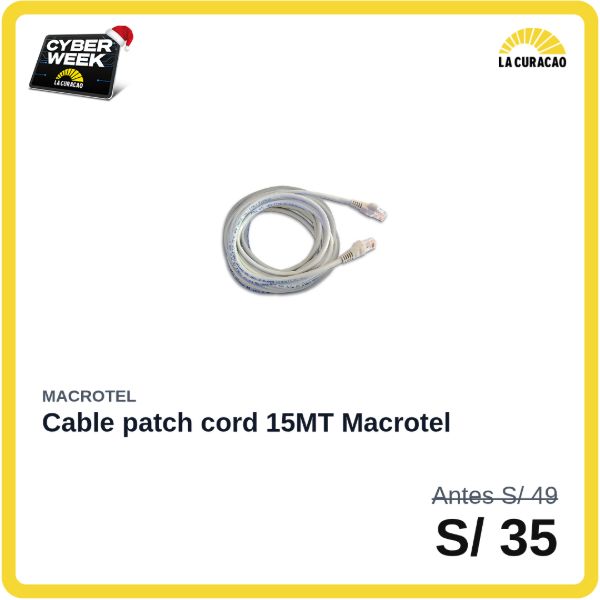 CYBER
WEEK
LA CURACAO
LA CURACAO
MACROTEL
Cable patch cord 15MT Macrotel
Antes S/ 49
S/ 35